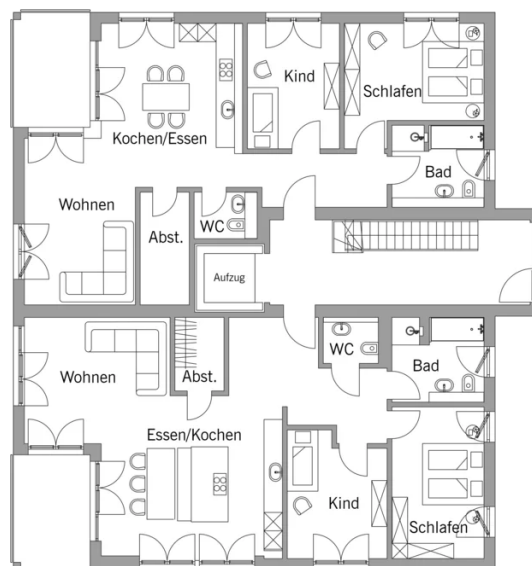 Kind
Schlafen
Kochen/Essen
Bad
Wohnen
Abst.
WC
Aufzug
WC
Bad
Wohnen
Abst.
Essen/Kochen
Kind
Schlafen